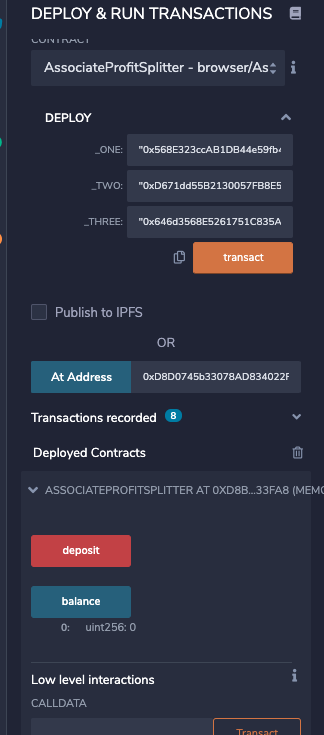 DEPLOY & RUN TRANSACTIONS
CONTRACT
AssociateProfitSplitter - browser/As
DEPLOY
_ONE: "0x568E323ccAB1DB44e59fb
_TWO: "0xD671dd55B2130057FB8E5
_THREE: "0x646d3568E5261751C835A
transact
Publish to IPFS
OR
At Address 0xD8D0745b33078AD834022F
Transactions recorded 8
Deployed Contracts
ASSOCIATEPROFITSPLITTER AT 0XD8B...33FA8 (MEMO
deposit
balance
0: uint256: 0
Low level interactions
CALLDATA
Transact